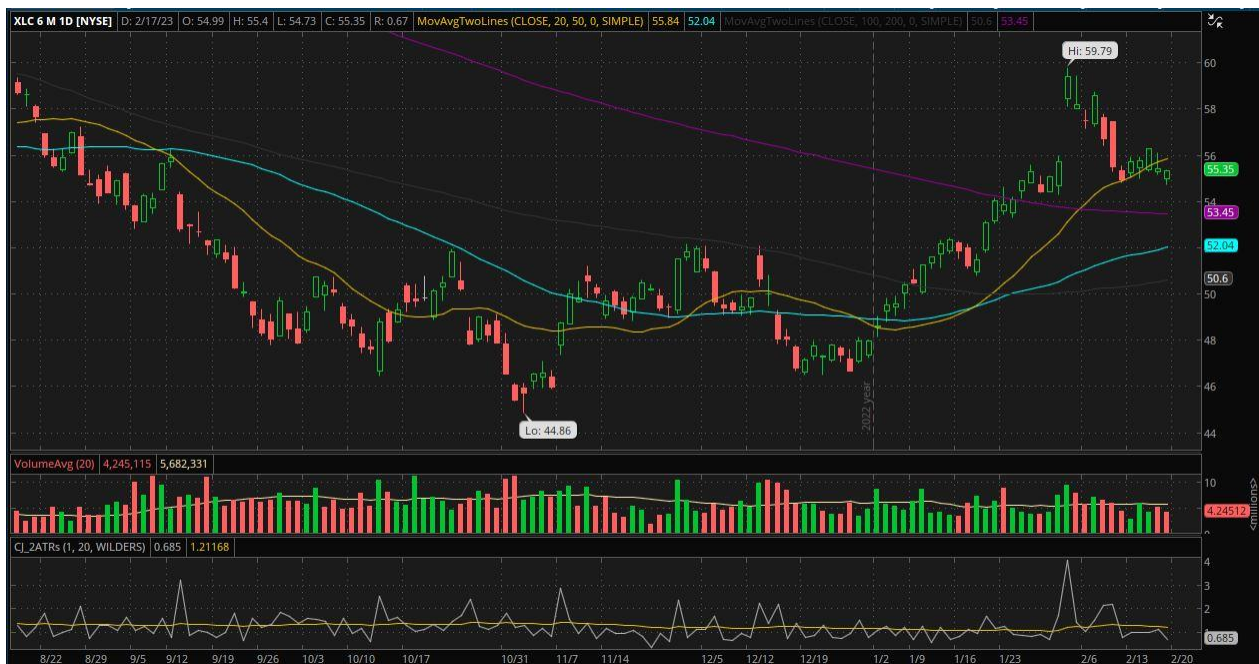 XLC 6 M 1D [NYSE] D: 2/17/23 O: 54.99 H: 55.4 L: 54.73 C: 55.35 R: 0.67 MovAvgTwoLines (CLOSE, 20, 50, 0, SIMPLE) 55.84 52.04 MovAvgTwoLines (CLOSE, 100, 200, 0, SIMPLE) 50.6 53.45
Hi: 59.79
60
58
56
55.35
54
53.45
52.04
50.6
50
48
46
2022 year
Lo: 44.86
44
VolumeAvg (20) 4,245,115 5,682,331
10
4.24512
<millions>
CJ_2ATRs (1, 20, WILDERS) 0.685 1.21168
4
3
2
0.685
8/22 8/29 9/5 9/12 9/19 9/26 10/3 10/10 10/17 10/31 11/7 11/14 12/5 12/12 12/19 1/2 1/9 1/16 1/23 2/6 2/13 2/20